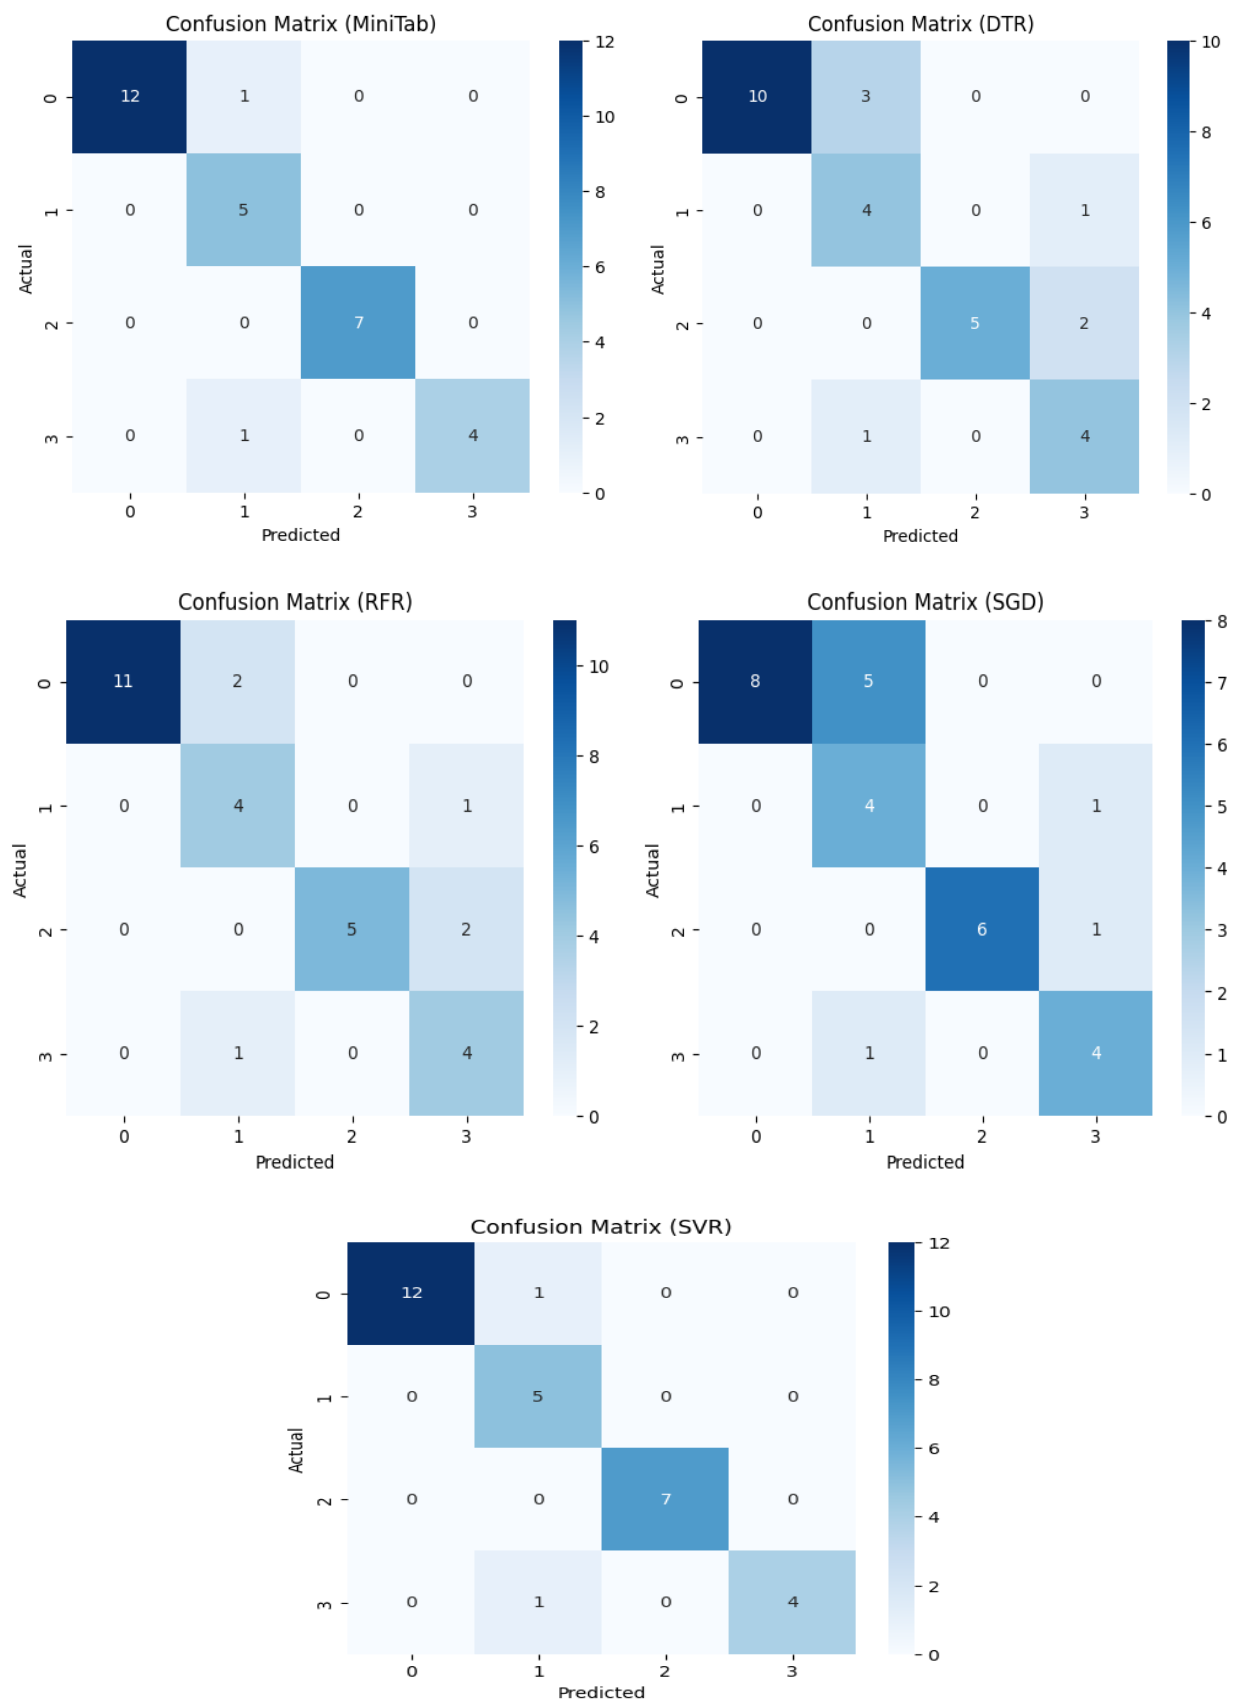 Confusion Matrix (MiniTab)
12 1 0 0
0 5 0 0
0 0 7 0
0 1 0 4
0
1
2
3
Actual
0 1 2 3
Predicted
12
10
8
6
4
2
0
Confusion Matrix (DTR)
10 3 0 0
0 4 0 1
0 0 5 2
0 1 0 4
0
1
2
3
Actual
0 1 2 3
Predicted
10
8
6
4
2
0
Confusion Matrix (RFR)
11 2 0 0
0 4 0 1
0 0 5 2
0 1 0 4
0
1
2
3
Actual
0 1 2 3
Predicted
10
8
6
4
2
0
Confusion Matrix (SGD)
8 5 0 0
0 4 0 1
0 0 6 1
0 1 0 4
0
1
2
3
Actual
0 1 2 3
Predicted
8
7
6
5
4
3
2
1
0
Confusion Matrix (SVR)
12 1 0 0
0 5 0 0
0 0 7 0
0 1 0 4
0
1
2
3
Actual
0 1 2 3
Predicted
12
10
8
6
4
2
0